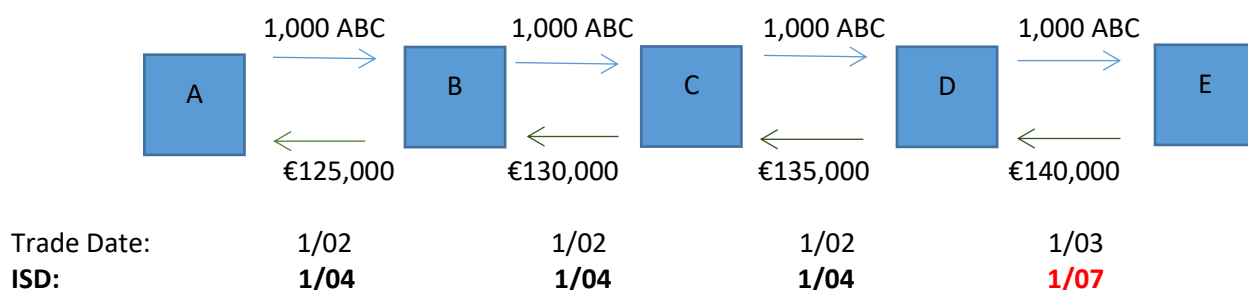 1,000 ABC 1,000 ABC 1,000 ABC 1,000 ABC
A B C D E
€125,000 €130,000 €135,000 €140,000
Trade Date: 1/02 1/02 1/02 1/03
ISD: 1/04 1/04 1/04 1/07